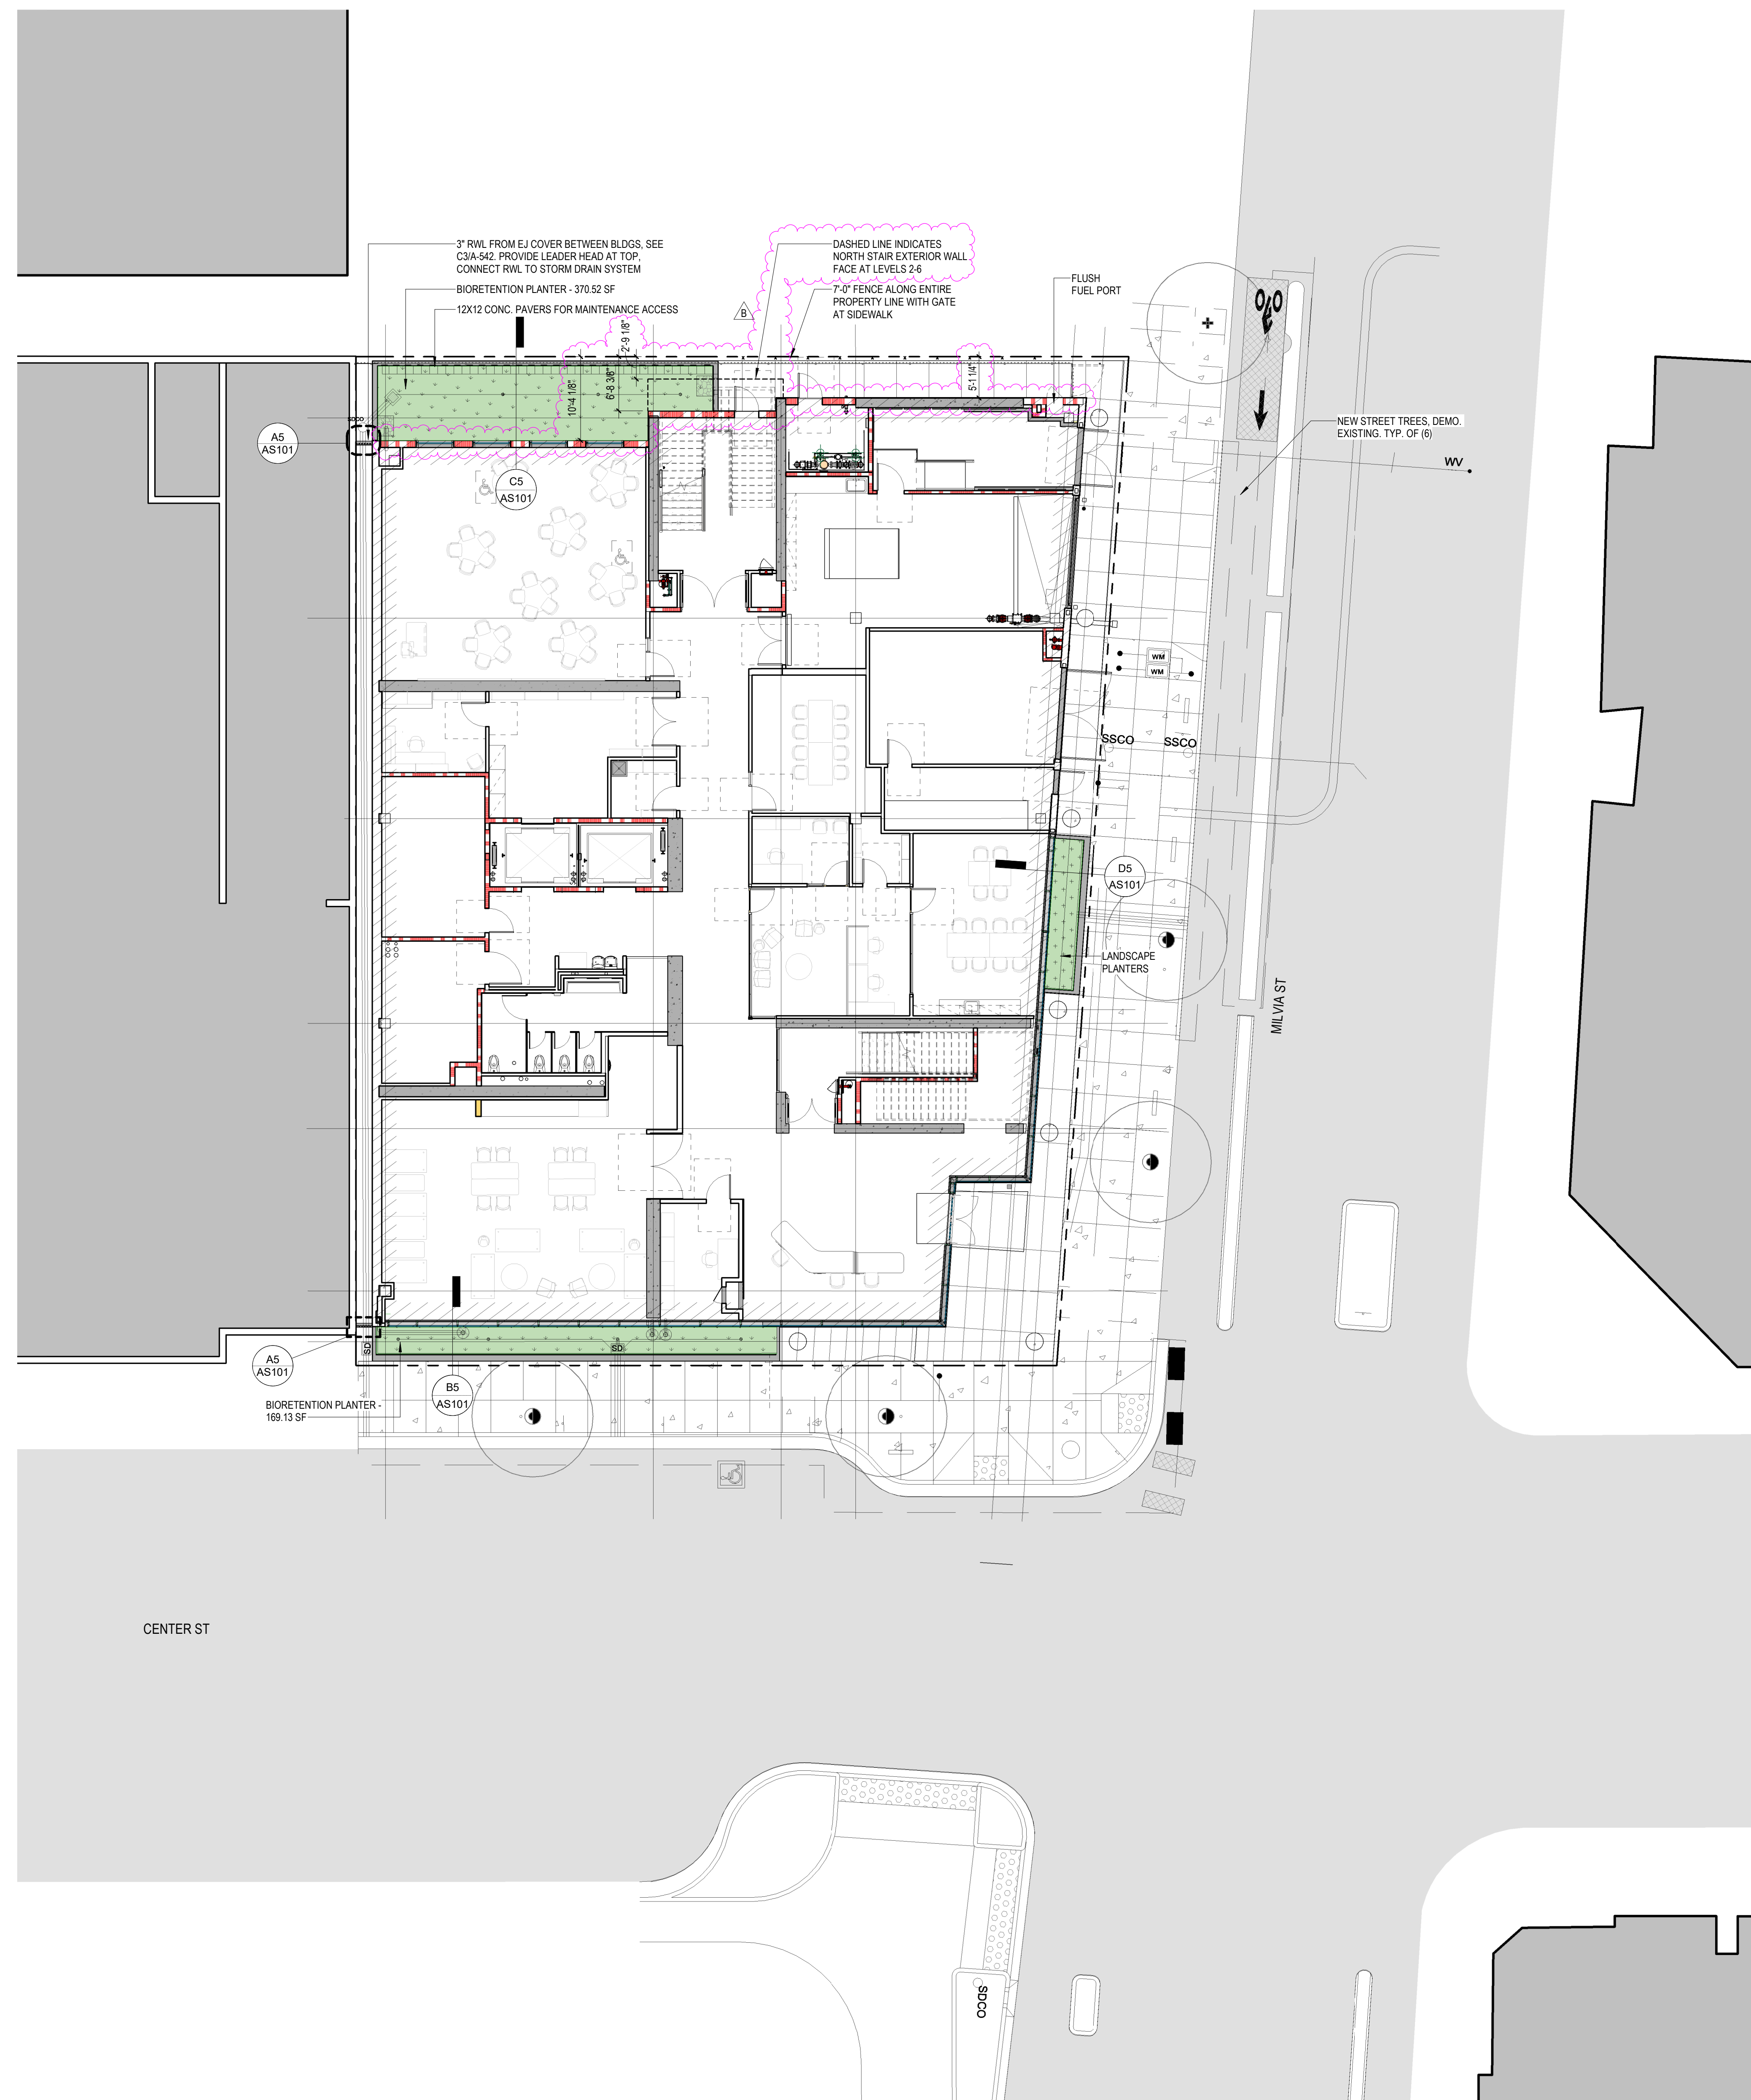 3" RWL FROM EJ COVER BETWEEN BLDGS, SEE
C3/A-542. PROVIDE LEADER HEAD AT TOP,
CONNECT RWL TO STORM DRAIN SYSTEM
BIORETENTION PLANTER - 370.52 SF
12X12 CONC. PAVERS FOR MAINTENANCE ACCESS
DASHED LINE INDICATES
NORTH STAIR EXTERIOR WALL
FACE AT LEVELS 2-6
7'-0" FENCE ALONG ENTIRE
PROPERTY LINE WITH GATE
AT SIDEWALK
FLUSH
FUEL PORT
B
2'-9 1/8"
6'-8 3/8"
10'-4 1/8"
5'-1 1/4"
NEW STREET TREES, DEMO.
EXISTING. TYP. OF (6)
WV
A5
AS101
C5
AS101
WM
WM
SSCO
SSCO
D5
AS101
LANDSCAPE
PLANTERS
MILVIA ST
SD
SD
A5
AS101
B5
AS101
BIORETENTION PLANTER -
169.13 SF
CENTER ST
SDCO